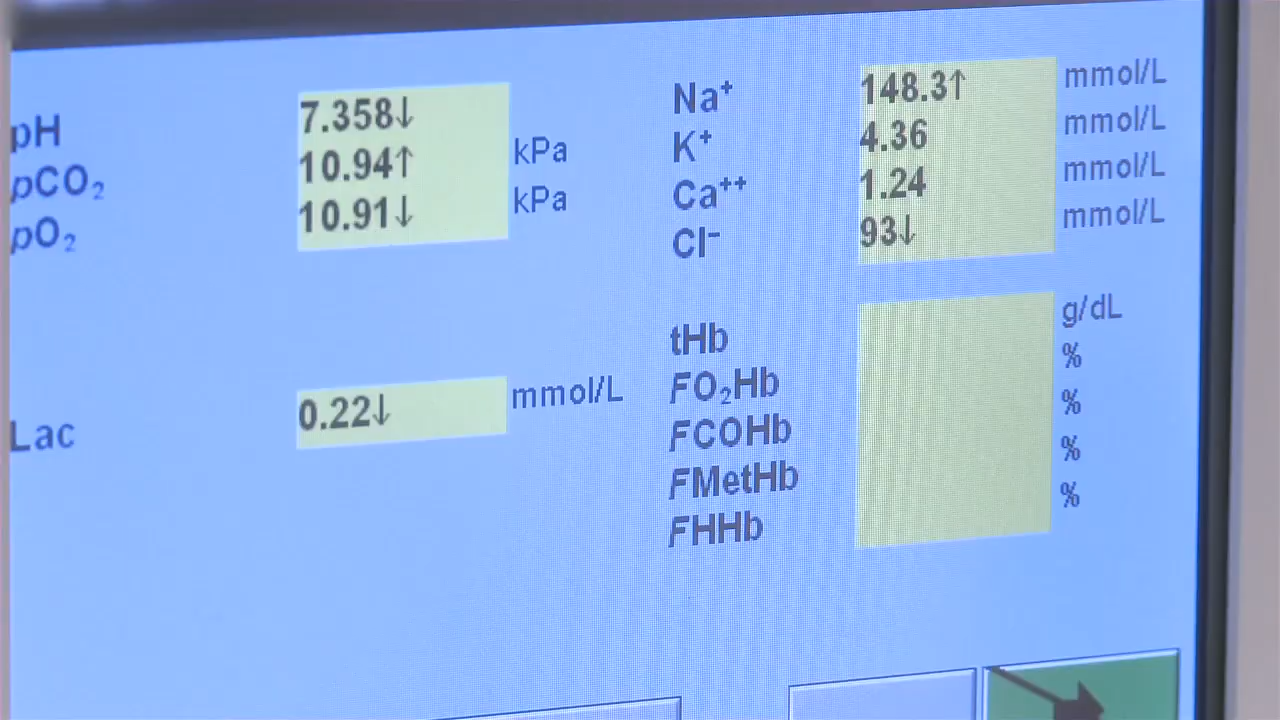 pH 7.358↓
pCO₂ 10.94↑ kPa
pO₂ 10.91↓ kPa
Lac 0.22↓ mmol/L
Na⁺ 148.3↑ mmol/L
K⁺ 4.36 mmol/L
Ca⁺⁺ 1.24 mmol/L
Cl⁻ 93↓ mmol/L
tHb g/dL
FO₂Hb %
FCOHb %
FMetHb %
FHHb %